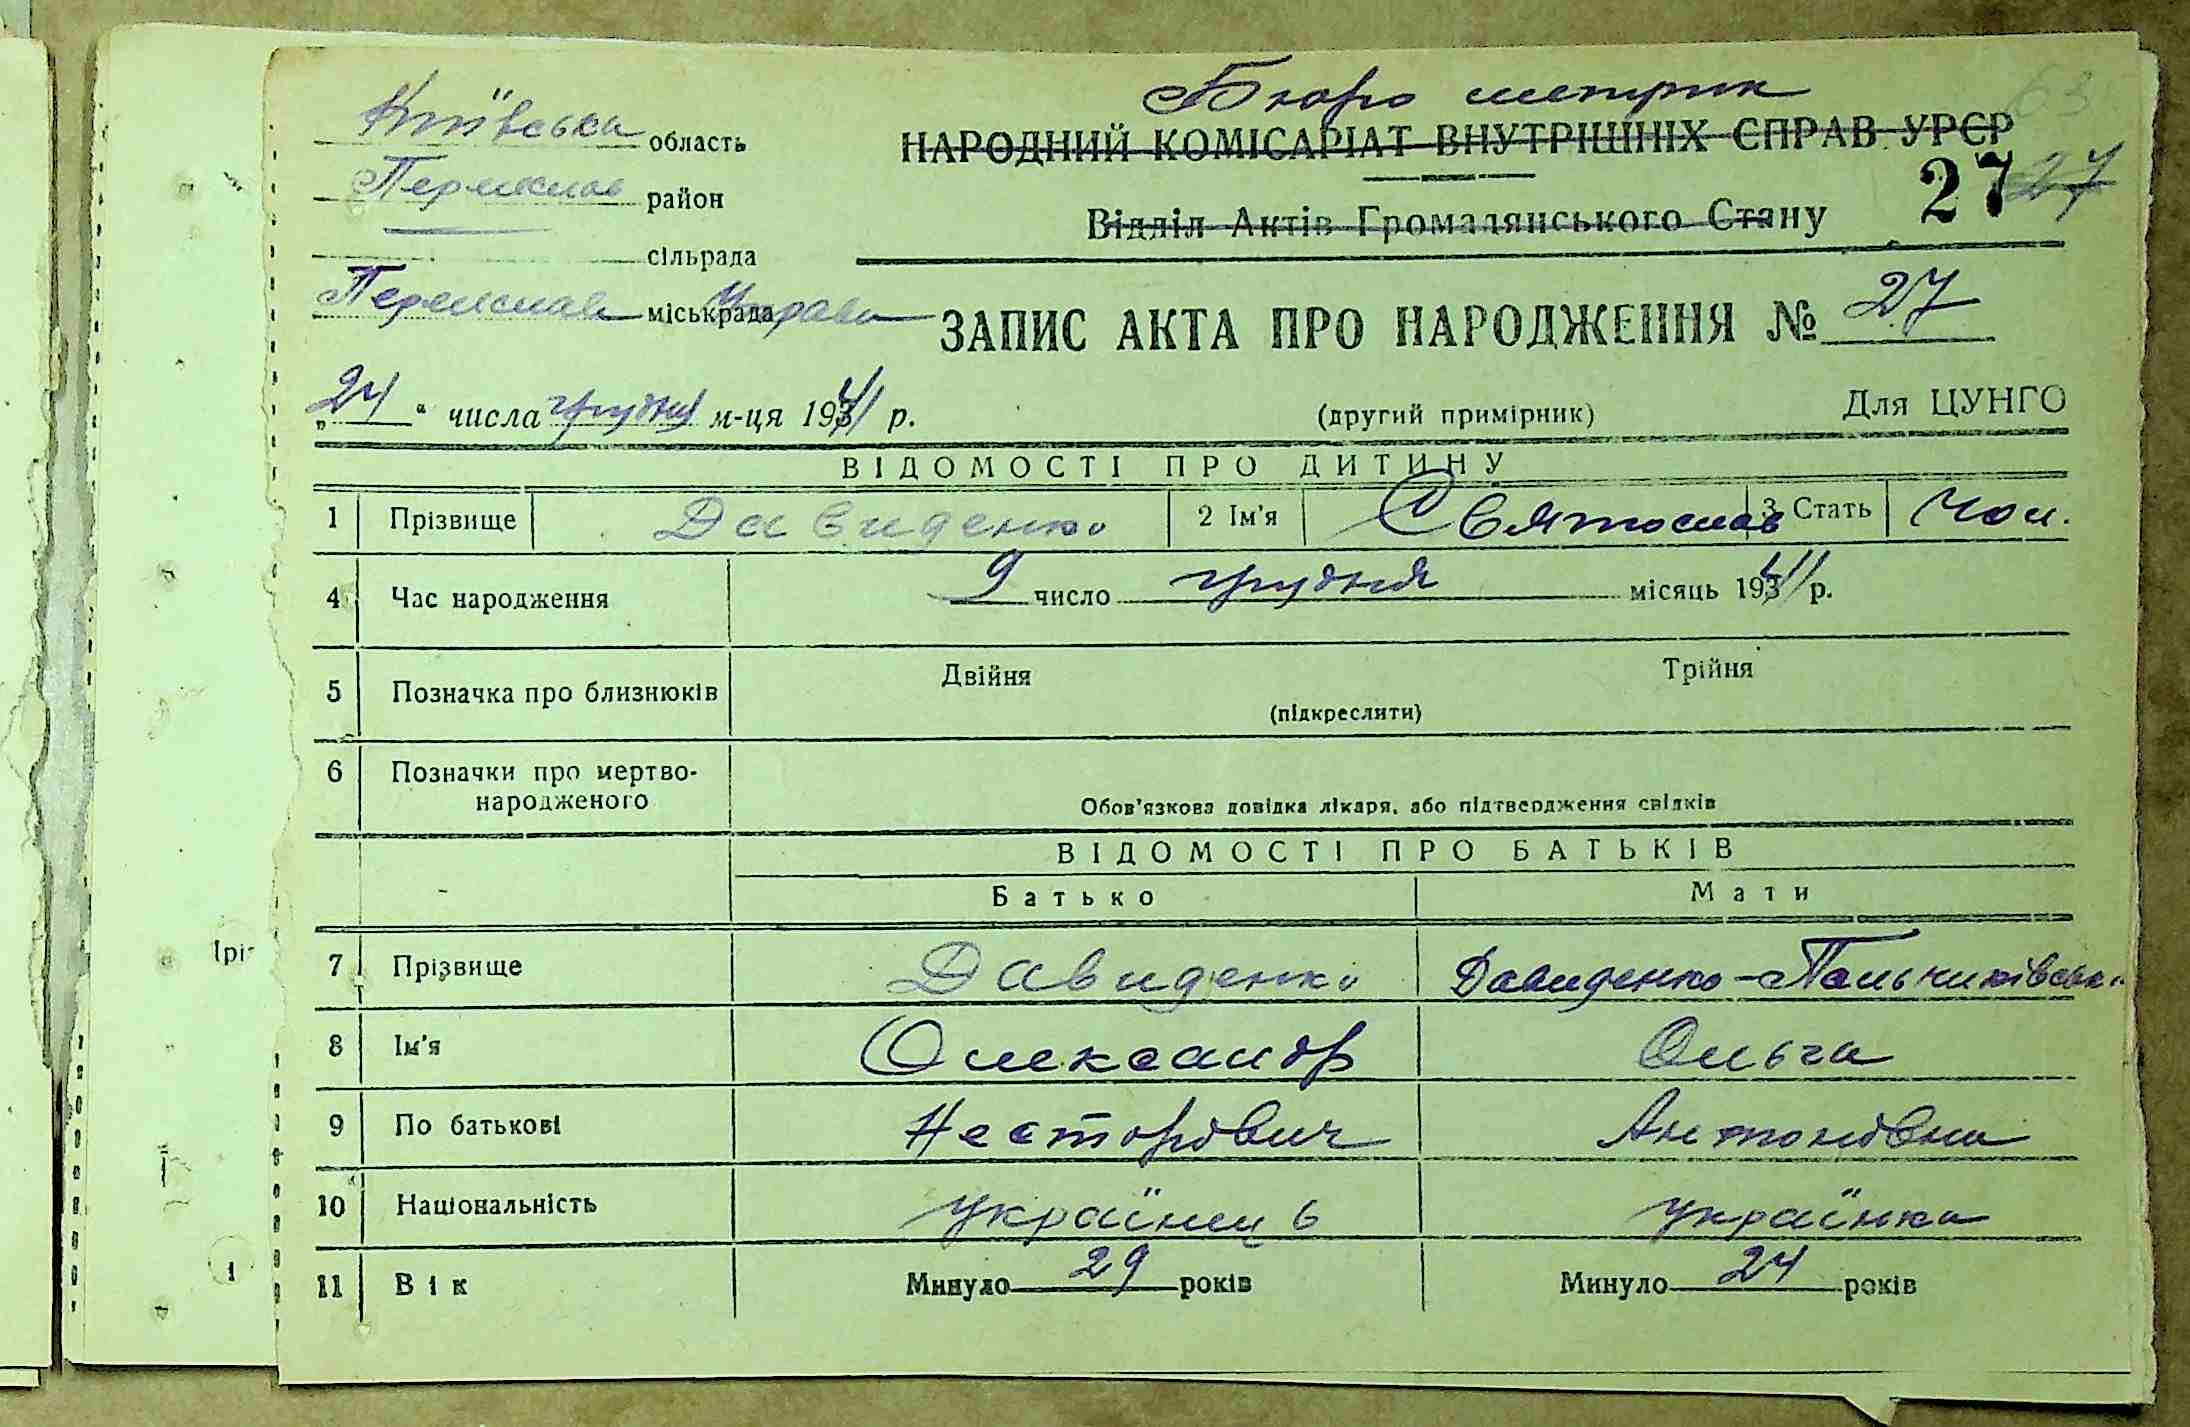 Бюро метрик
Київська область
НАРОДНИЙ КОМІСАРІАТ ВНУТРІШНІХ СПРАВ УРСР
63
Переяслав район
27 27
Відділ Актів Громадянського Стану
сільрада
Переяслав міськрада Управа
ЗАПИС АКТА ПРО НАРОДЖЕННЯ № 27
„24“ числа грудня м-ця 1941 р.
(другий примірник)
Для ЦУНГО
ВІДОМОСТІ ПРО ДИТИНУ
1 Прізвище Давиденко 2 Ім'я Святослав 3 Стать чол.
4 Час народження 9 число грудня місяць 1941 р.
5 Позначка про близнюків Двійня Трійня
(підкреслити)
6 Позначки про мертво-
народженого
Обов'язкова довідка лікаря, або підтвердження свідків
ВІДОМОСТІ ПРО БАТЬКІВ
Батько Мати
7 Прізвище Давиденко Давиденко-Пальчиківська
8 Ім'я Олександр Ольга
9 По батькові Несторович Антонівна
10 Національність українець українка
11 Вік Минуло 29 років Минуло 24 років